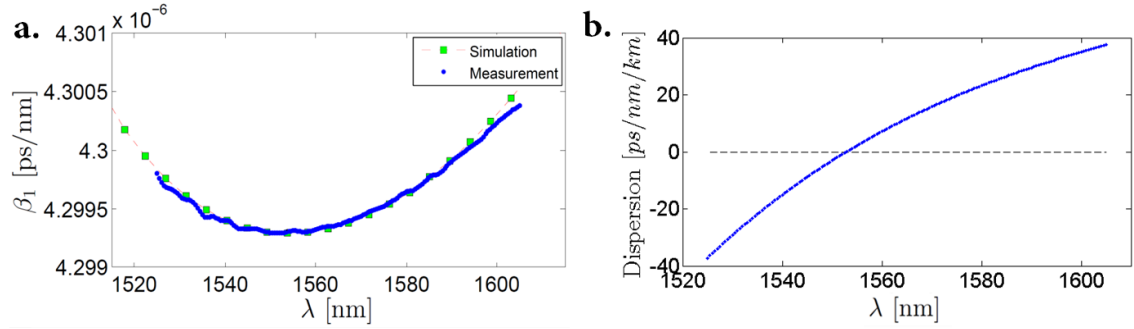 a.
× 10⁻⁶
4.301
4.3005
4.3
4.2995
4.299
β₁ [ps/nm]
Simulation
Measurement
1520 1540 1560 1580 1600
λ [nm]
b.
40
20
0
-20
-40
Dispersion [ps/nm/km]
1520 1540 1560 1580 1600
λ [nm]